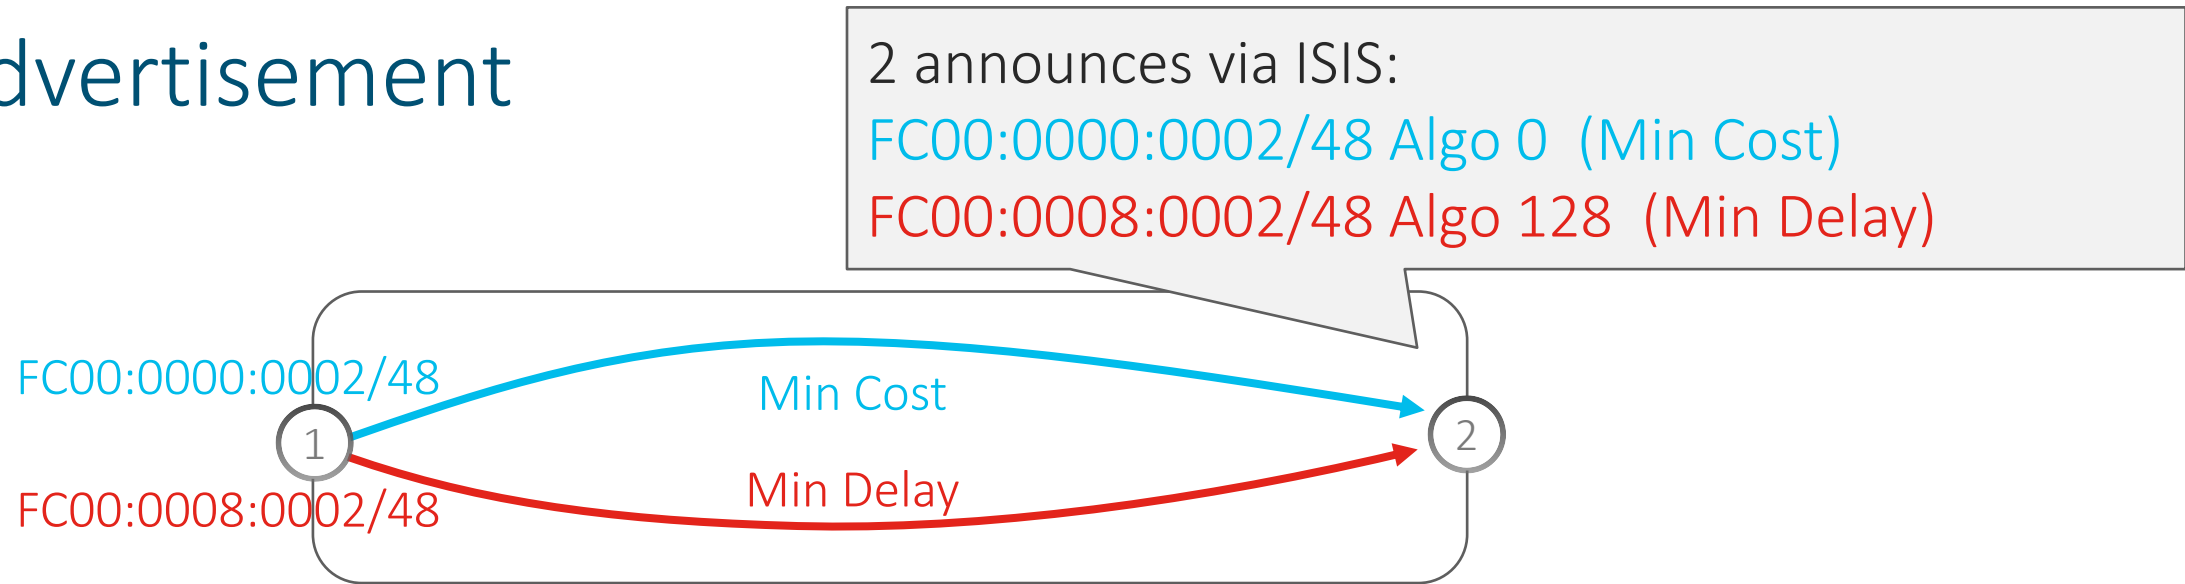 dvertisement
2 announces via ISIS:
FC00:0000:0002/48 Algo 0 (Min Cost)
FC00:0008:0002/48 Algo 128 (Min Delay)
FC00:0000:0002/48
Min Cost
1
2
Min Delay
FC00:0008:0002/48